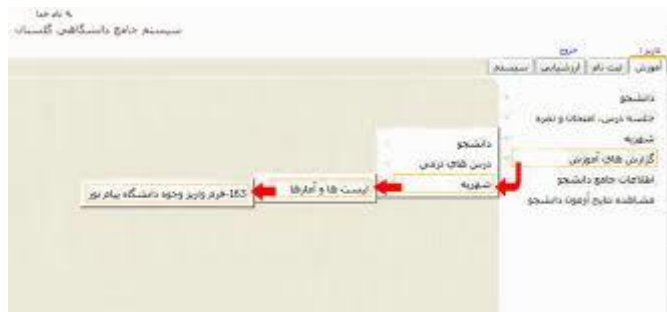 به نام خدا
سیستم جامع دانشگاهی گلستان
کاربر :
خروج
آموزش
ثبت نام
ارزشیابی
سیستم
دانشجو
جلسه درس، امتحان و نمره
شهریه
گزارش های آموزش
اطلاعات جامع دانشجو
مشاهده نتایج آزمون دانشجو
دانشجو
درس های ترمی
شهریه
لیست ها و آمارها
163-فرم واریز وجوه دانشگاه پیام نور